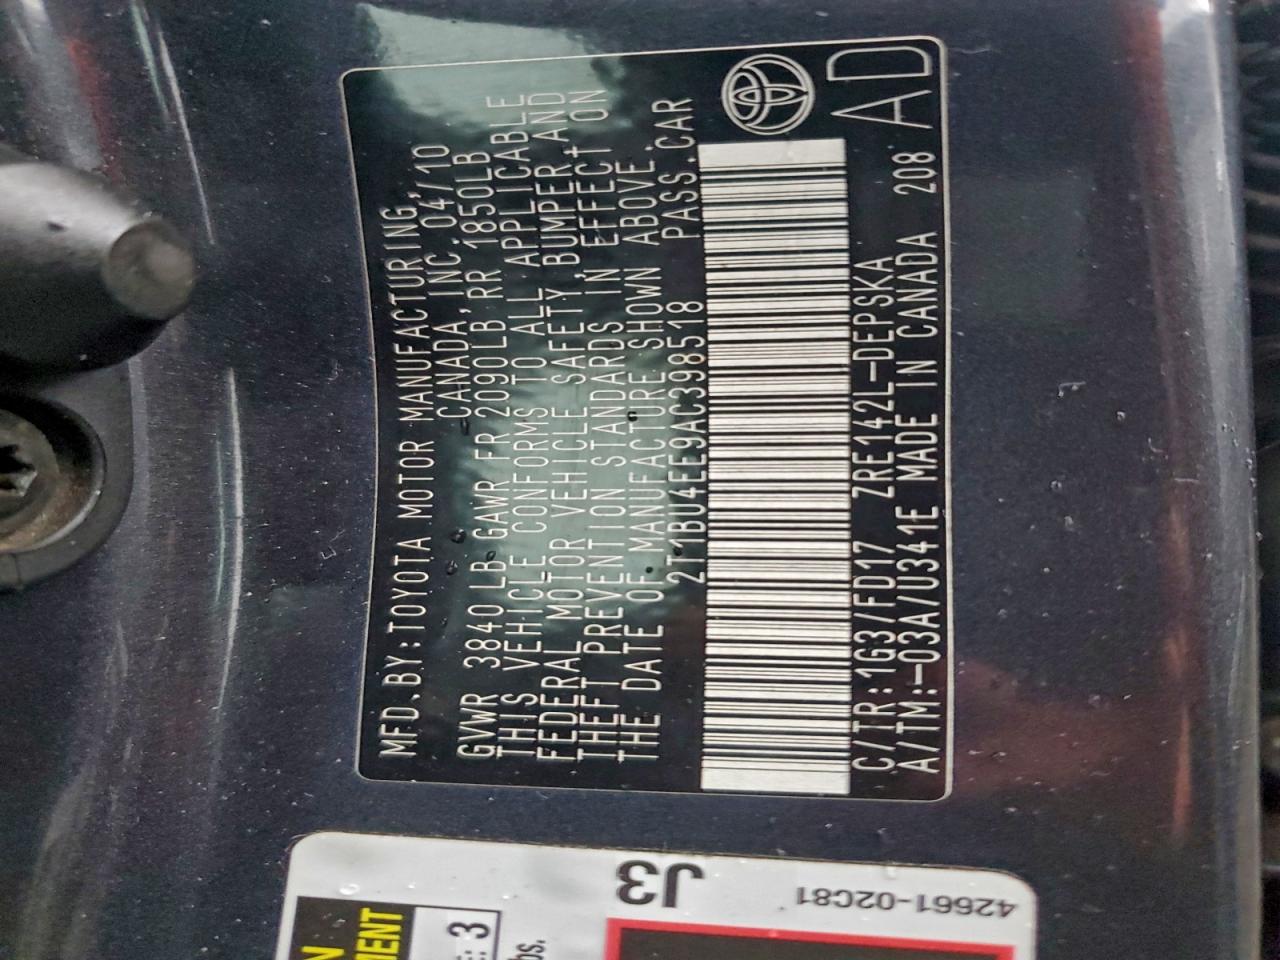 MFD.BY:TOYOTA MOTOR MANUFACTURING,
CANADA,INC. 04/10
GVWR 3840LB GAWR FR 2090LB RR 1850LB
THIS VEHICLE CONFORMS TO ALL APPLICABLE
FEDERAL MOTOR VEHICLE SAFETY,BUMPER AND
THEFT PREVENTION STANDARDS IN EFFECT ON
THE DATE OF MANUFACTURE SHOWN ABOVE.
2T1BU4EE9AC398518 PASS.CAR
C/TR:1G3/FD17 ZRE142L-DEPSKA
A/TM:-03A/U341E MADE IN CANADA 208
AD
J3
42661-02C81
3